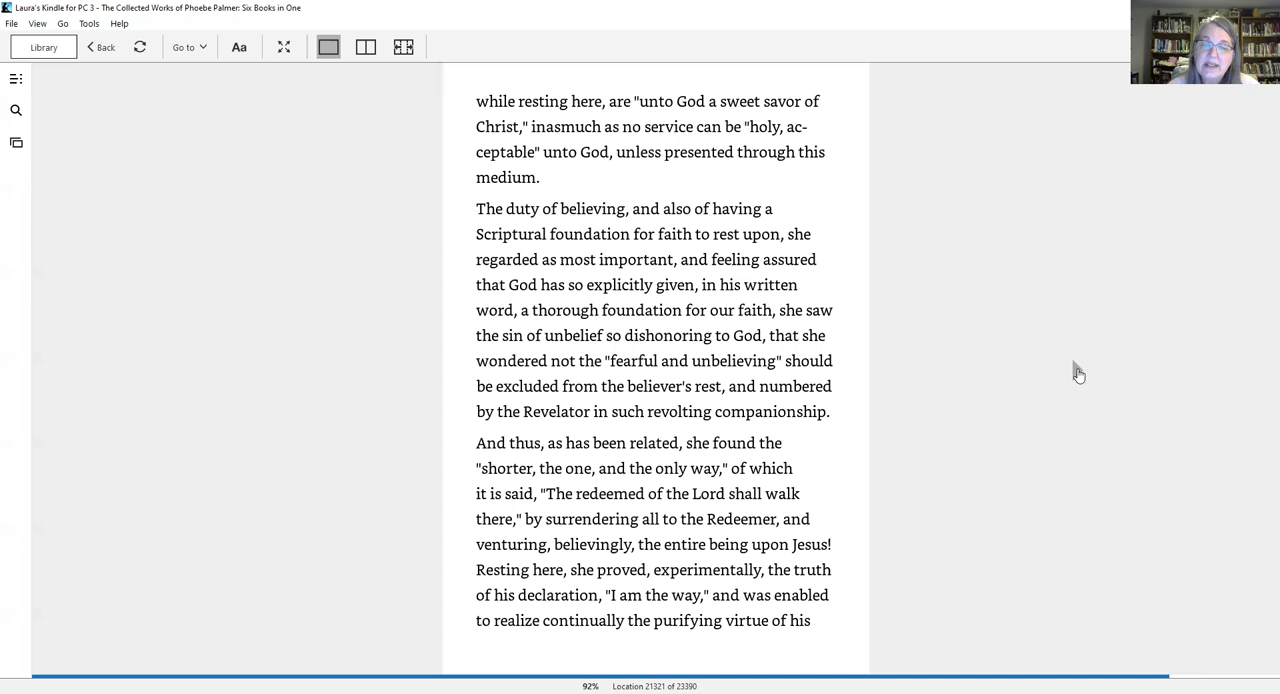 Laura's Kindle for PC 3 - The Collected Works of Phoebe Palmer: Six Books in One
File View Go Tools Help
Library Back Go to Aa
while resting here, are "unto God a sweet savor of
Christ," inasmuch as no service can be "holy, ac-
ceptable" unto God, unless presented through this
medium.
The duty of believing, and also of having a
Scriptural foundation for faith to rest upon, she
regarded as most important, and feeling assured
that God has so explicitly given, in his written
word, a thorough foundation for our faith, she saw
the sin of unbelief so dishonoring to God, that she
wondered not the "fearful and unbelieving" should
be excluded from the believer's rest, and numbered
by the Revelator in such revolting companionship.
And thus, as has been related, she found the
"shorter, the one, and the only way," of which
it is said, "The redeemed of the Lord shall walk
there," by surrendering all to the Redeemer, and
venturing, believingly, the entire being upon Jesus!
Resting here, she proved, experimentally, the truth
of his declaration, "I am the way," and was enabled
to realize continually the purifying virtue of his
92% Location 21321 of 23390